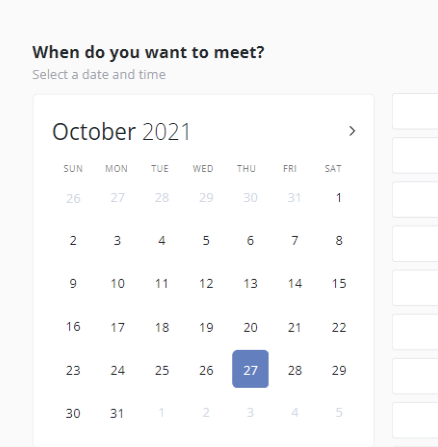 When do you want to meet?
Select a date and time
October 2021
SUN MON TUE WED THU FRI SAT
26 27 28 29 30 31 1
2 3 4 5 6 7 8
9 10 11 12 13 14 15
16 17 18 19 20 21 22
23 24 25 26 27 28 29
30 31 1 2 3 4 5